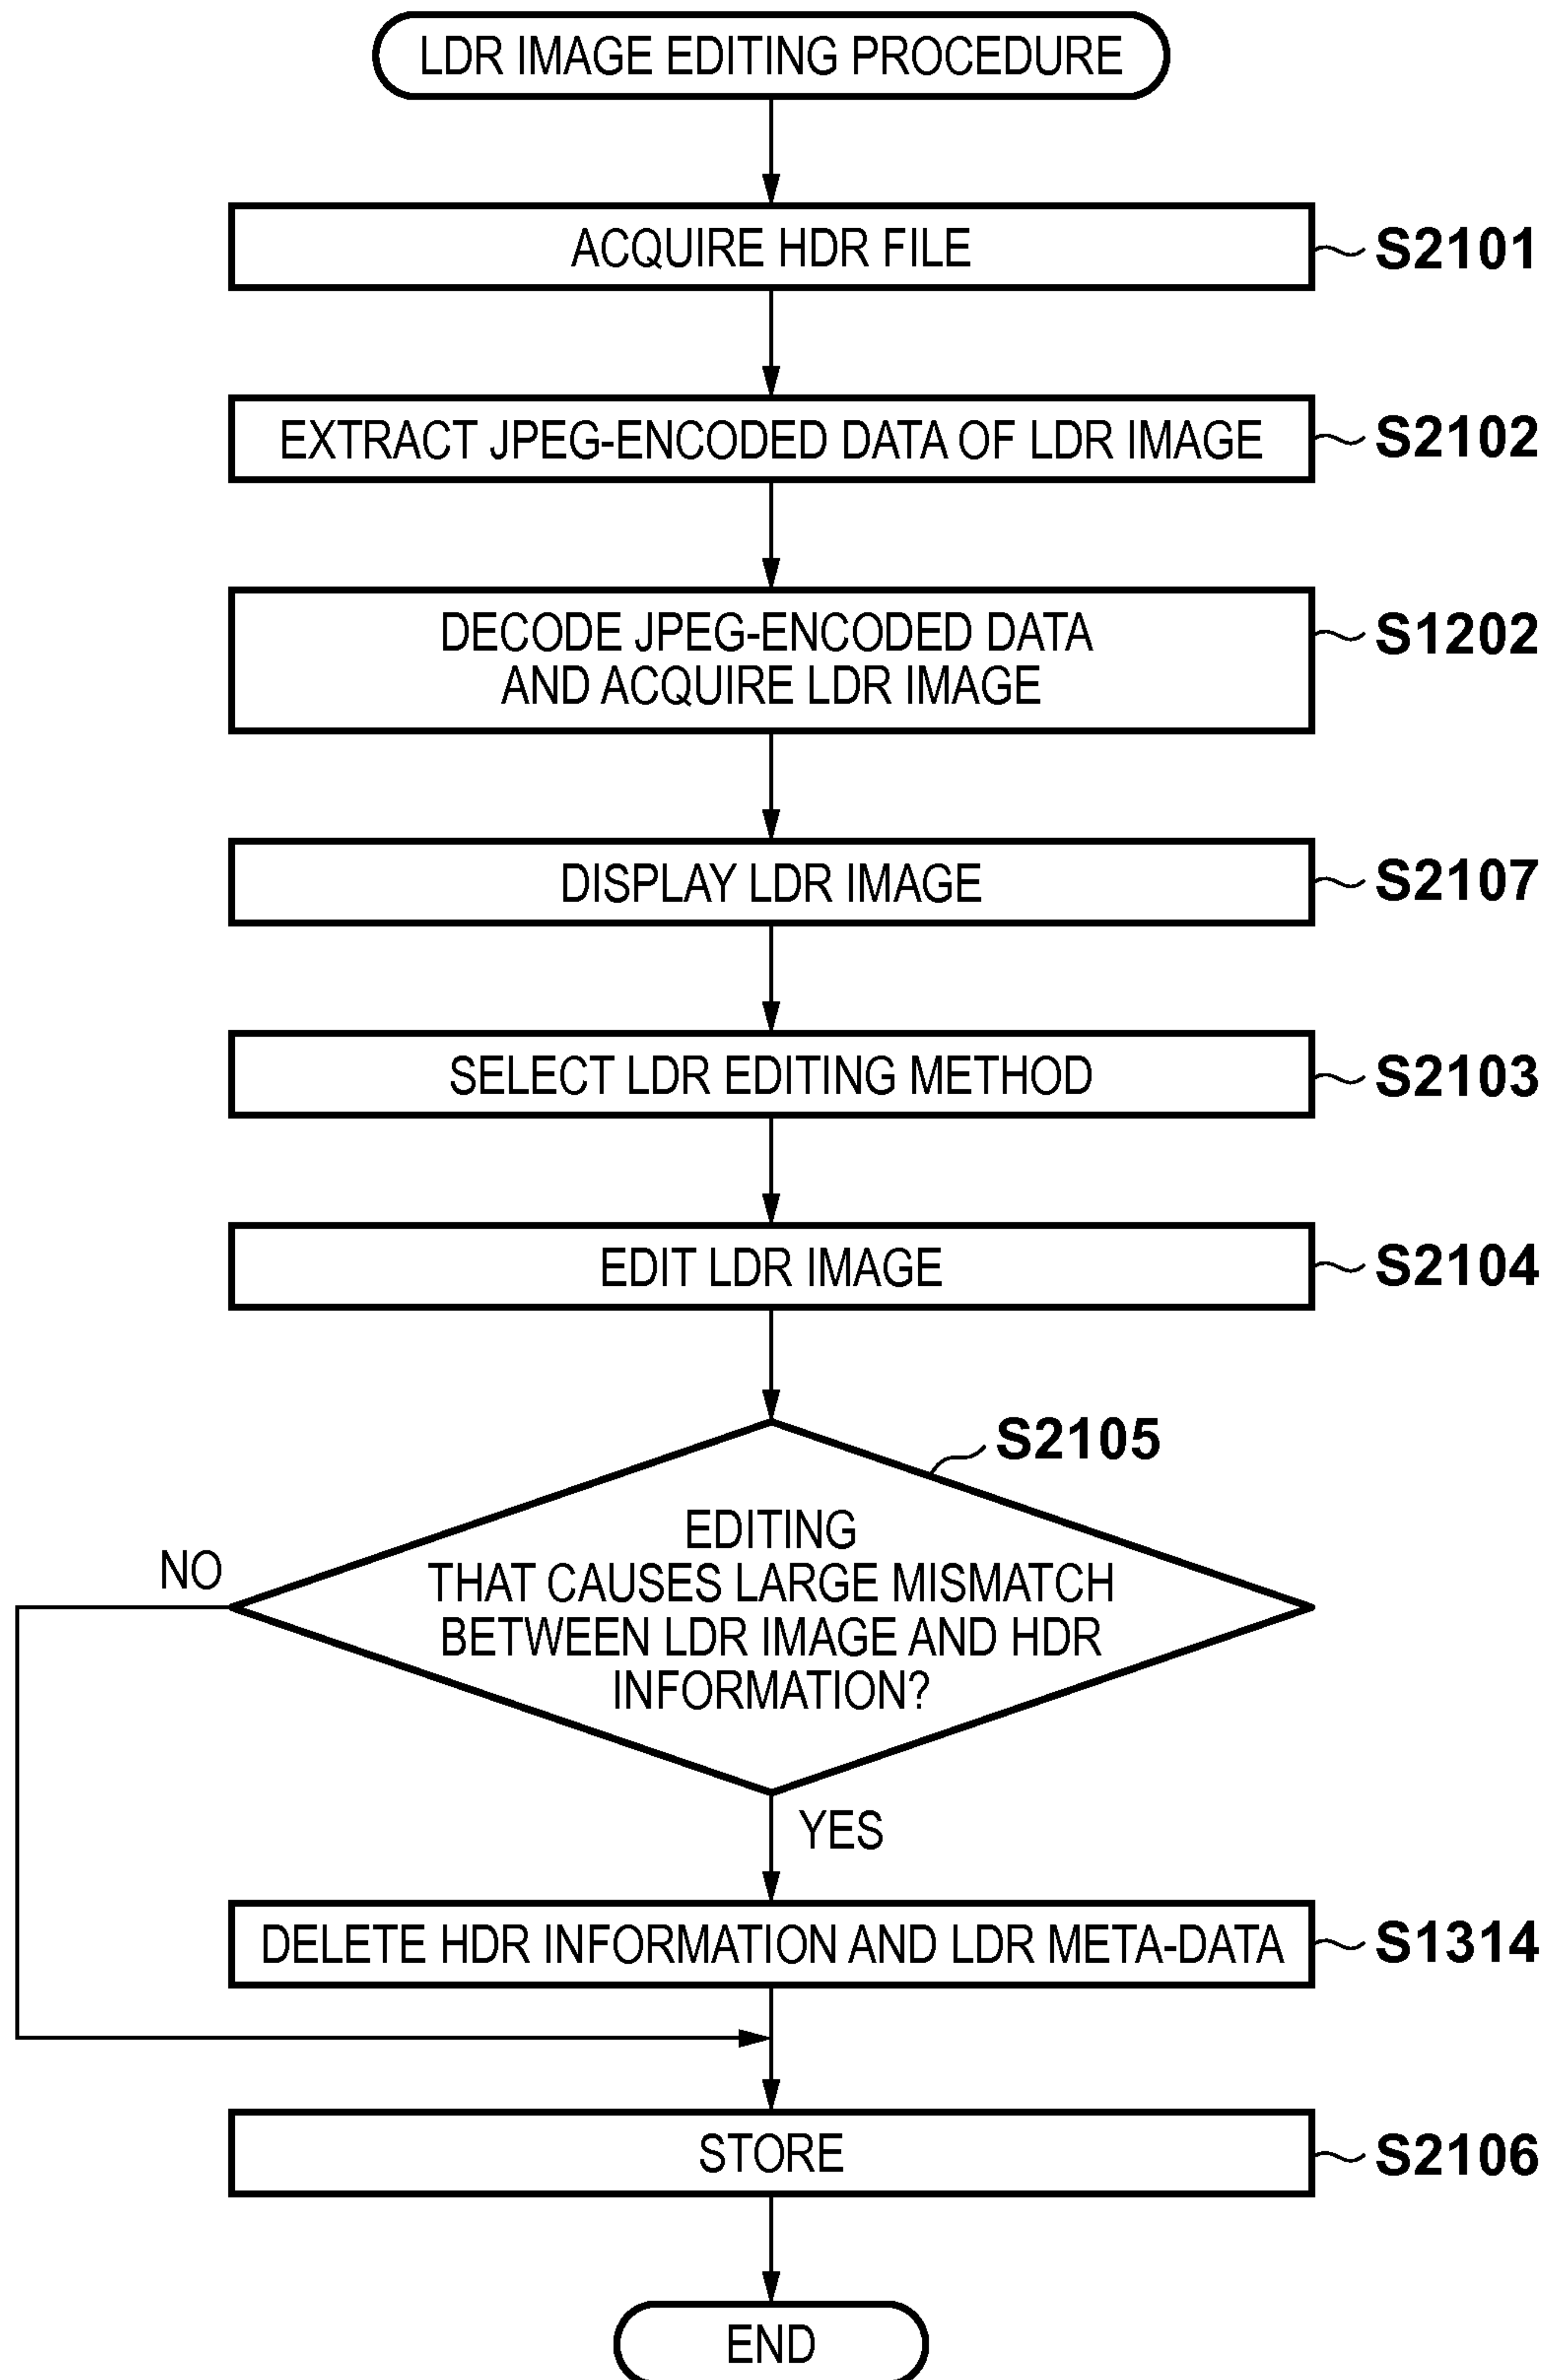 LDR IMAGE EDITING PROCEDURE
ACQUIRE HDR FILE
S2101
EXTRACT JPEG-ENCODED DATA OF LDR IMAGE
S2102
DECODE JPEG-ENCODED DATA
AND ACQUIRE LDR IMAGE
S1202
DISPLAY LDR IMAGE
S2107
SELECT LDR EDITING METHOD
S2103
EDIT LDR IMAGE
S2104
S2105
EDITING
THAT CAUSES LARGE MISMATCH
BETWEEN LDR IMAGE AND HDR
INFORMATION?
NO
YES
DELETE HDR INFORMATION AND LDR META-DATA
S1314
STORE
S2106
END